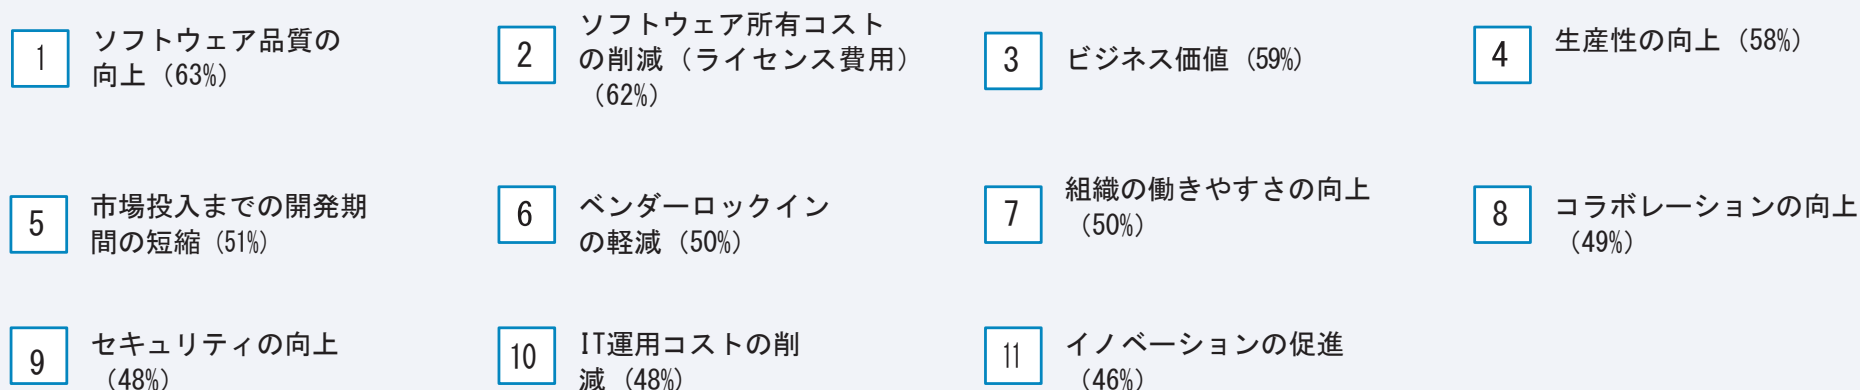 1
ソフトウェア品質の
向上（63%）
2
ソフトウェア所有コスト
の削減（ライセンス費用）
（62%）
3
ビジネス価値（59%）
4
生産性の向上（58%）
5
市場投入までの開発期
間の短縮（51%）
6
ベンダーロックイン
の軽減（50%）
7
組織の働きやすさの向上
（50%）
8
コラボレーションの向上
（49%）
9
セキュリティの向上
（48%）
10
IT運用コストの削
減（48%）
11
イノベーションの促進
（46%）